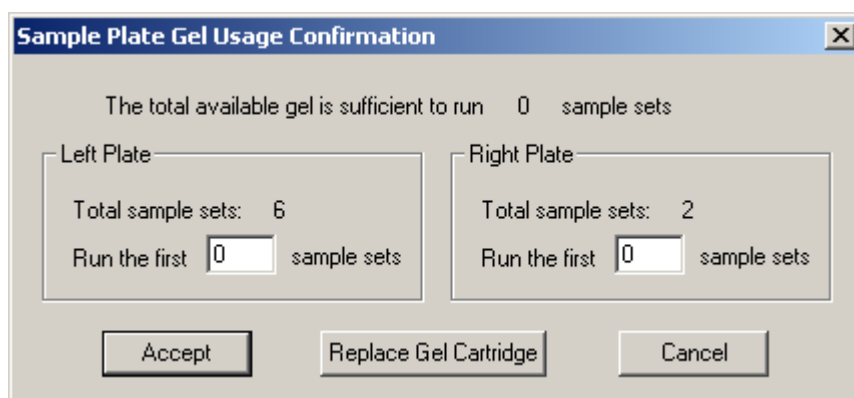 Sample Plate Gel Usage Confirmation
The total available gel is sufficient to run 0 sample sets
Left Plate
Total sample sets: 6
Run the first 0 sample sets
Right Plate
Total sample sets: 2
Run the first 0 sample sets
Accept
Replace Gel Cartridge
Cancel